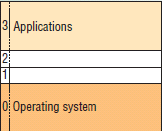 3 Applications
2
1
0 Operating system